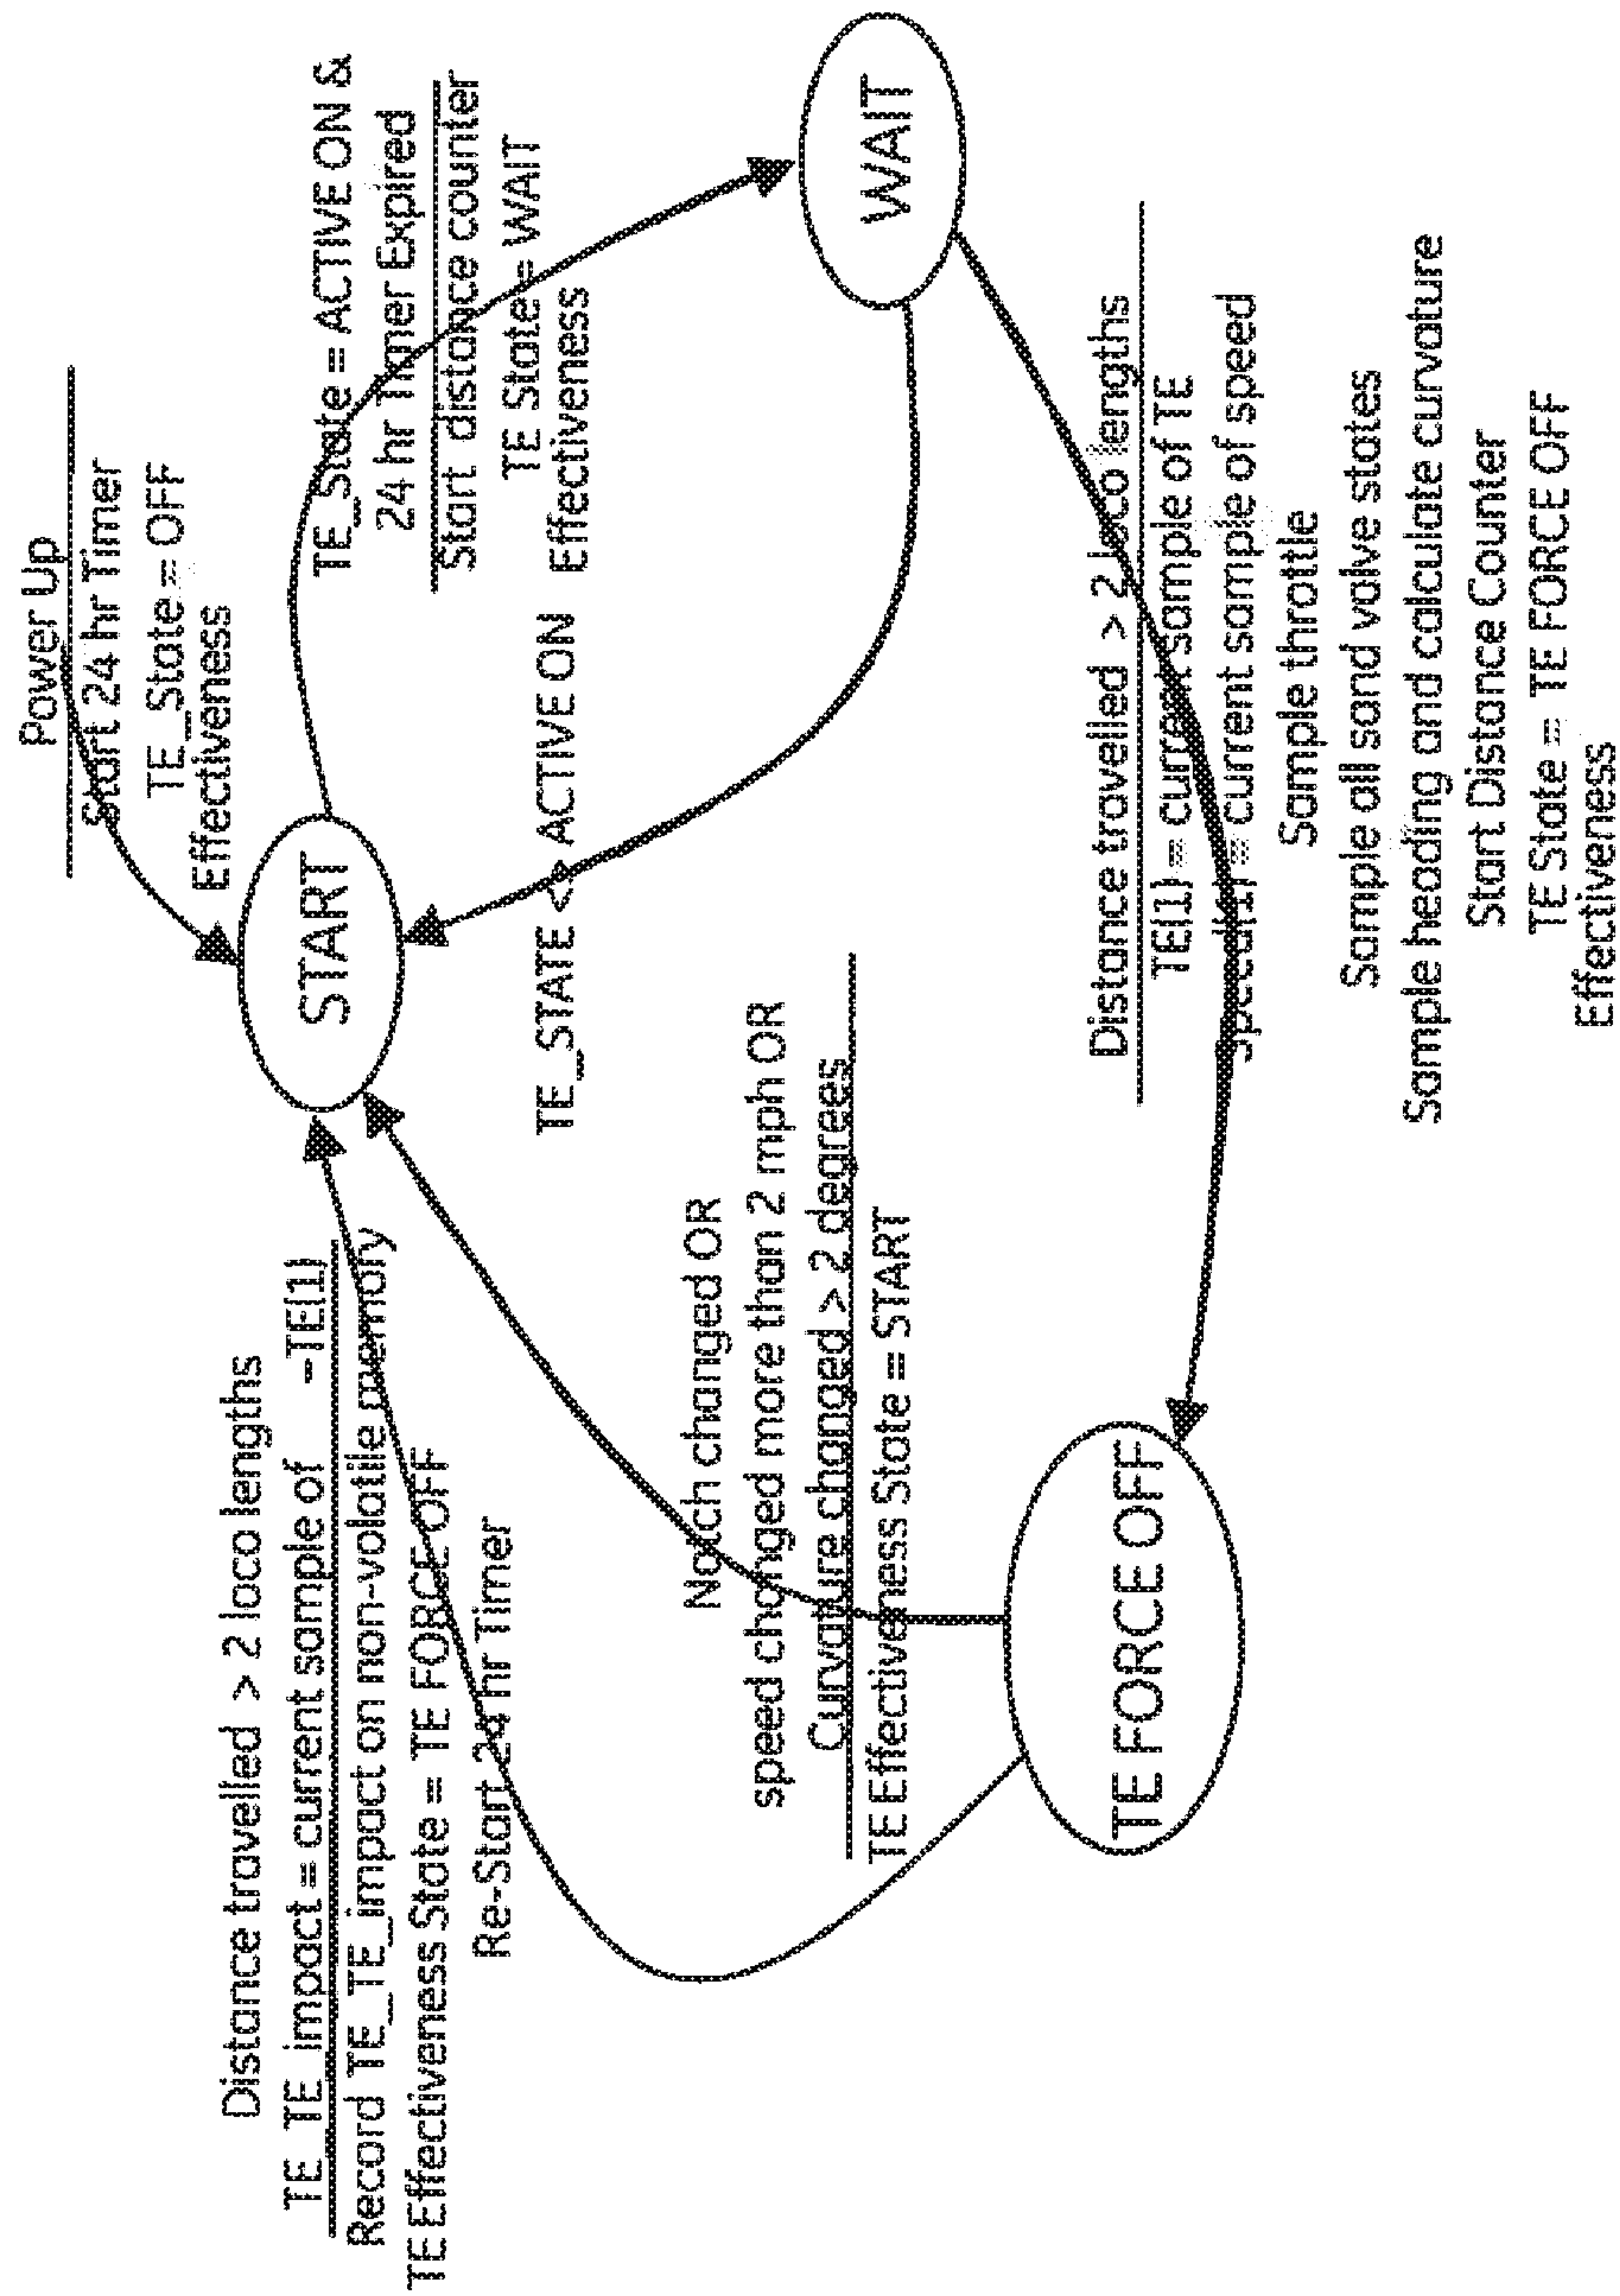 Power Up
Start 24 hr Timer
TE_State = OFF
Effectiveness
START
TE_State = ACTIVE ON &
24 hr Timer Expired
Start distance counter
TE State = WAIT
Effectiveness
WAIT
TE_STATE <> ACTIVE ON
Distance travelled > 2 loco lengths
TE_TE_impact = current sample of -TE(1)
Record TE_TE_impact on non-volatile memory
TE Effectiveness State = TE FORCE OFF
Re-Start 24 hr Timer
Notch changed OR
speed changed more than 2 mph OR
Curvature changed > 2 degrees
TE Effectiveness State = START
TE FORCE OFF
Distance travelled > 2 loco lengths
TE(1) = current sample of TE
speed(1) = current sample of speed
Sample throttle
Sample all sand valve states
Sample heading and calculate curvature
Start Distance Counter
TE State = TE FORCE OFF
Effectiveness